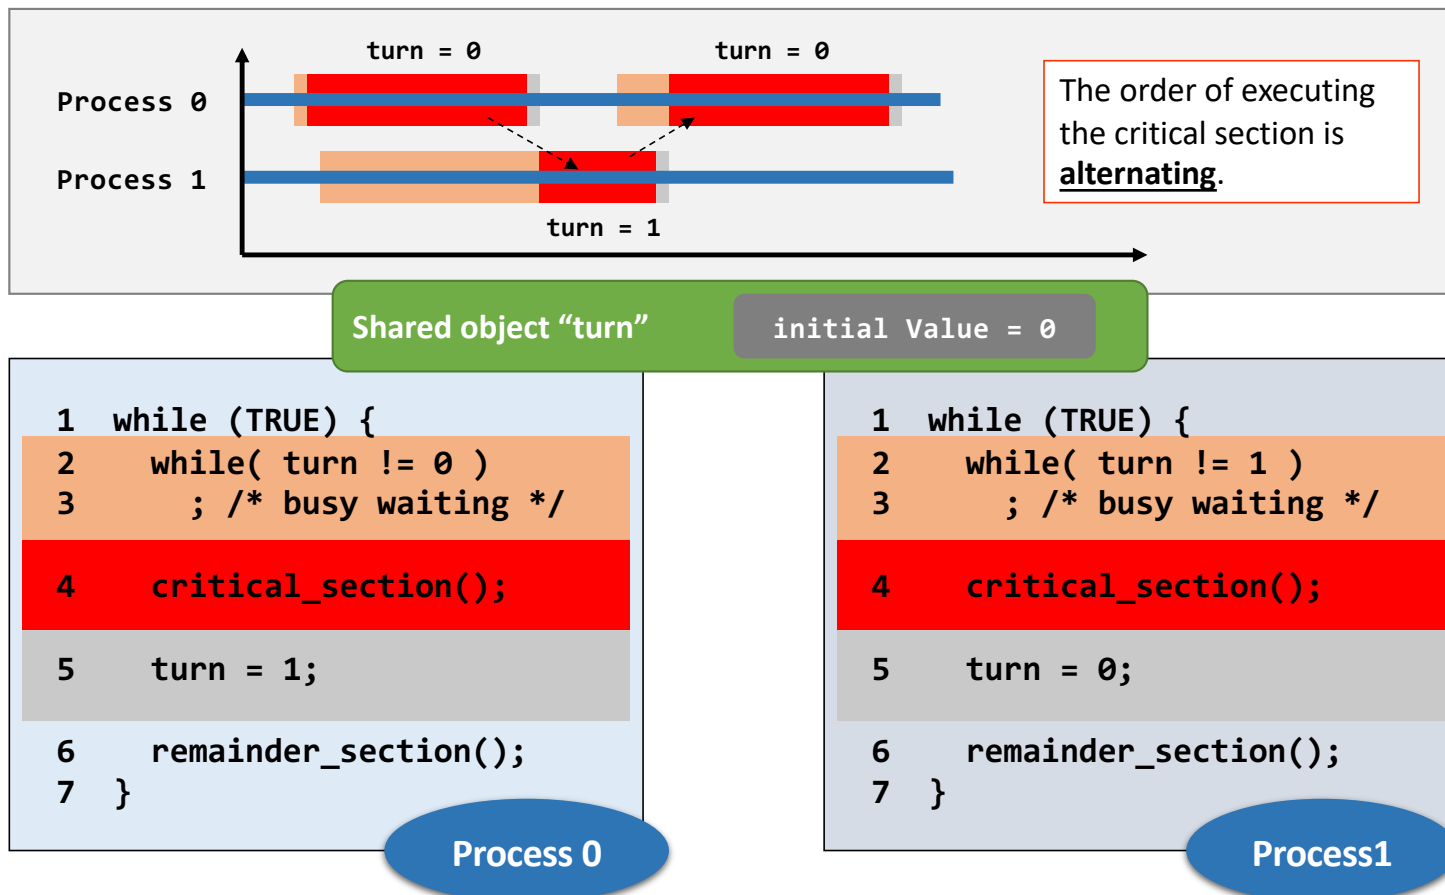 turn = 0
turn = 0
Process 0
Process 1
turn = 1
The order of executing
the critical section is
alternating.
Shared object “turn”
initial Value = 0
1 while (TRUE) {
2 while( turn != 0 )
3 ; /* busy waiting */
4 critical_section();
5 turn = 1;
6 remainder_section();
7 }
Process 0
1 while (TRUE) {
2 while( turn != 1 )
3 ; /* busy waiting */
4 critical_section();
5 turn = 0;
6 remainder_section();
7 }
Process1